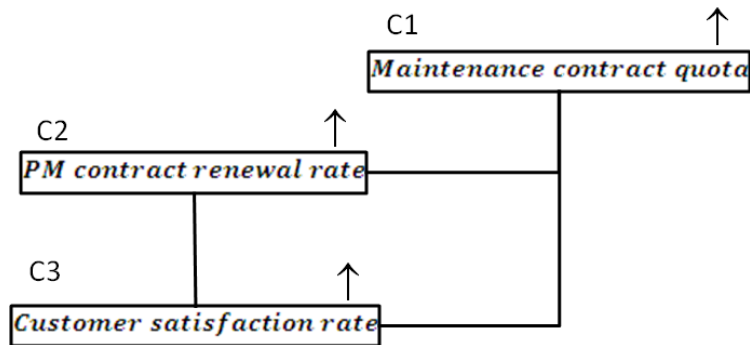 C1
Maintenance contract quota
C2
PM contract renewal rate
C3
Customer satisfaction rate